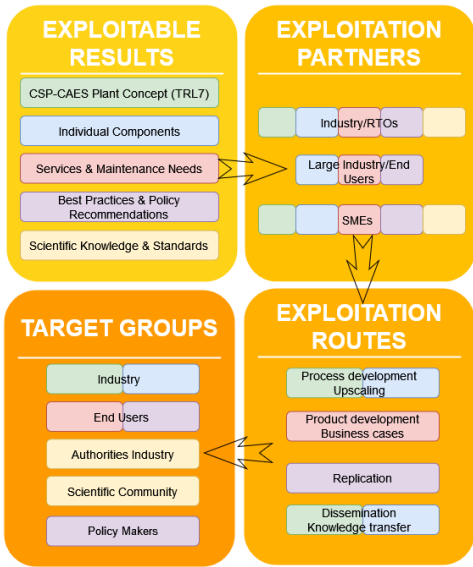 EXPLOITABLE
RESULTS
CSP-CAES Plant Concept (TRL7)
Individual Components
Services & Maintenance Needs
Best Practices & Policy
Recommendations
Scientific Knowledge & Standards
EXPLOITATION
PARTNERS
Industry/RTOs
Large Industry/End
Users
SMEs
TARGET GROUPS
Industry
End Users
Authorities Industry
Scientific Community
Policy Makers
EXPLOITATION
ROUTES
Process development
Upscaling
Product development
Business cases
Replication
Dissemination
Knowledge transfer